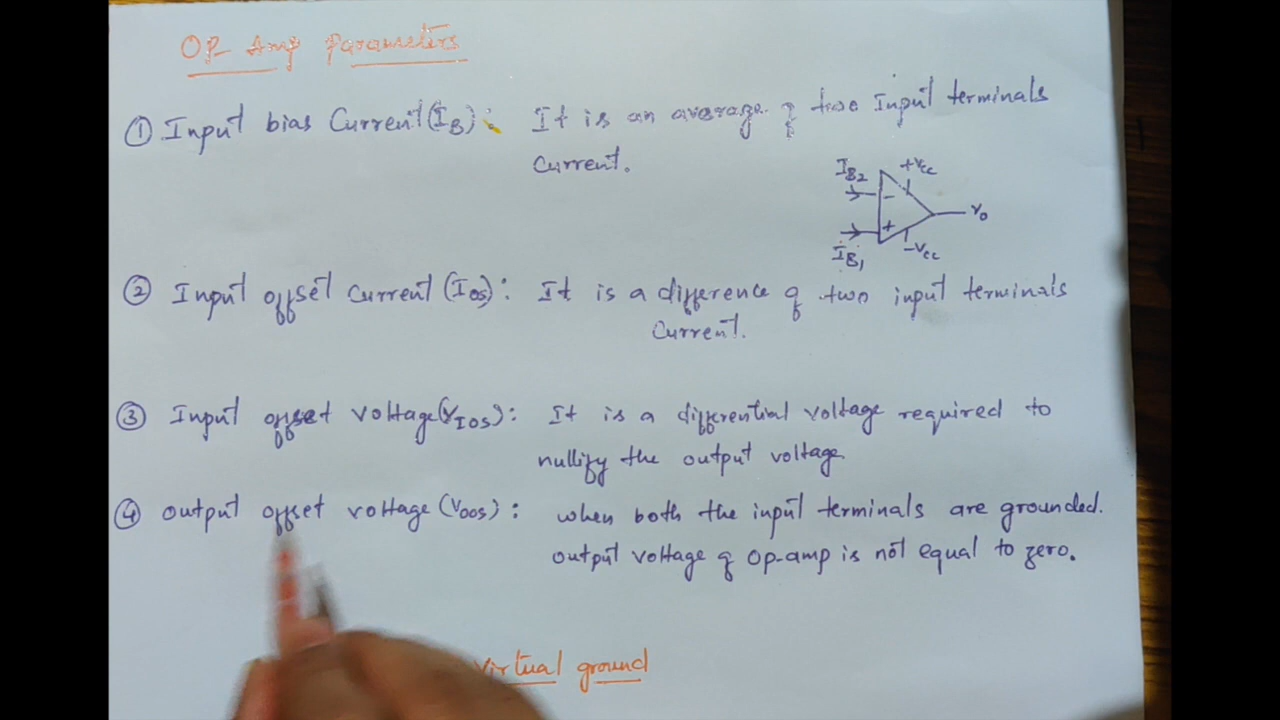 OP Amp Parameters
① Input bias Current (IB) : It is an average of two Input terminals
Current.
IB2
+Vcc
-
+
Vo
IB1
-Vcc
② Input offset Current (Ios) : It is a difference of two input terminals
Current.
③ Input offset voltage (VIOS) : It is a differential voltage required to
nullify the output voltage
④ output offset voltage (Voos) : when both the input terminals are grounded.
output voltage of Op-amp is not equal to zero.
Virtual ground